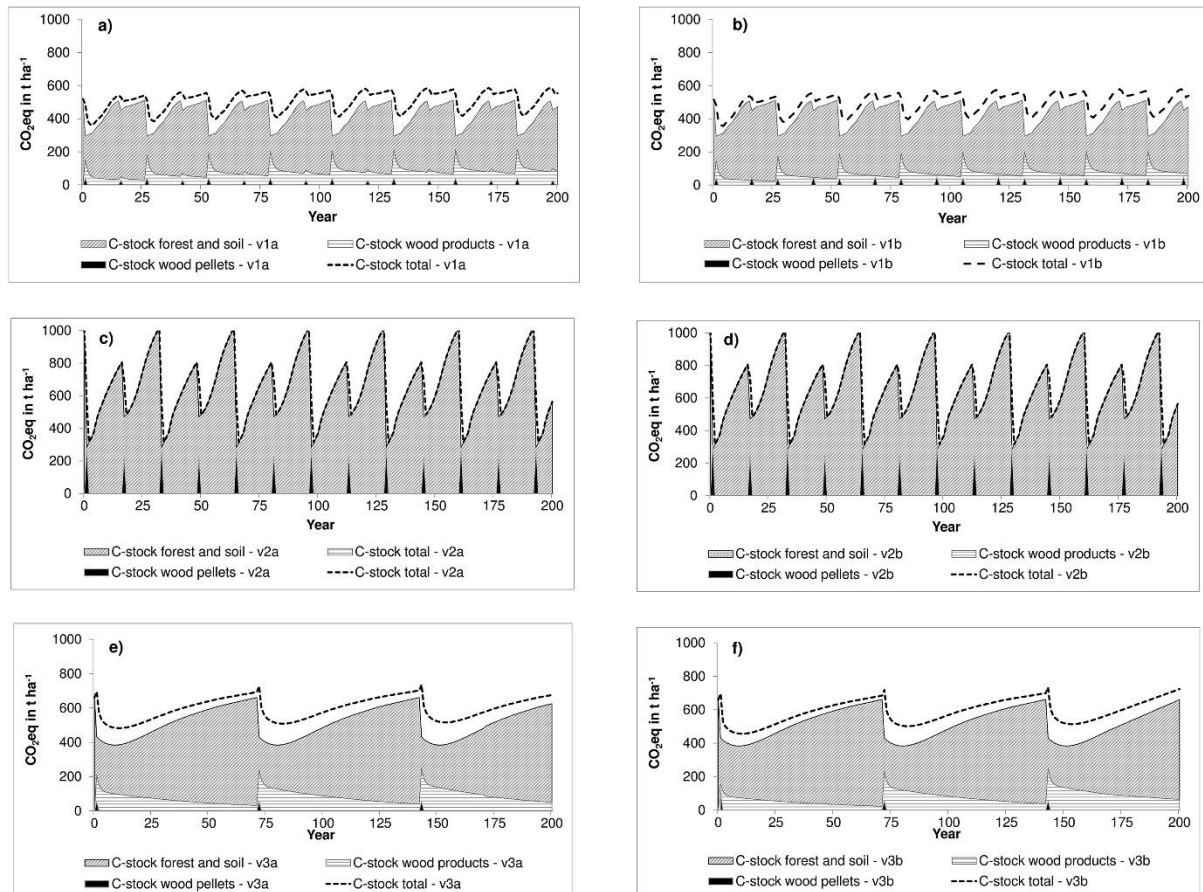 a)
CO₂eq in t ha⁻¹
1000
800
600
400
200
0
0 25 50 75 100 125 150 175 200
Year
C-stock forest and soil - v1a
C-stock wood products - v1a
C-stock wood pellets - v1a
C-stock total - v1a
b)
CO₂eq in t ha⁻¹
1000
800
600
400
200
0
0 25 50 75 100 125 150 175 200
Year
C-stock forest and soil - v1b
C-stock wood products - v1b
C-stock wood pellets - v1b
C-stock total - v1b
c)
CO₂eq in t ha⁻¹
1000
800
600
400
200
0
0 25 50 75 100 125 150 175 200
Year
C-stock forest and soil - v2a
C-stock total - v2a
C-stock wood pellets - v2a
C-stock total - v2a
d)
CO₂eq in t ha⁻¹
1000
800
600
400
200
0
0 25 50 75 100 125 150 175 200
Year
C-stock forest and soil - v2b
C-stock wood products - v2b
C-stock wood pellets - v2b
C-stock total - v2b
e)
CO₂eq in t ha⁻¹
1000
800
600
400
200
0
0 25 50 75 100 125 150 175 200
Year
C-stock forest and soil - v3a
C-stock wood products - v3a
C-stock wood pellets - v3a
C-stock total - v3a
f)
CO₂eq in t ha⁻¹
1000
800
600
400
200
0
0 25 50 75 100 125 150 175 200
Year
C-stock forest and soil - v3b
C-stock wood products - v3b
C-stock wood pellets - v3b
C-stock total - v3b